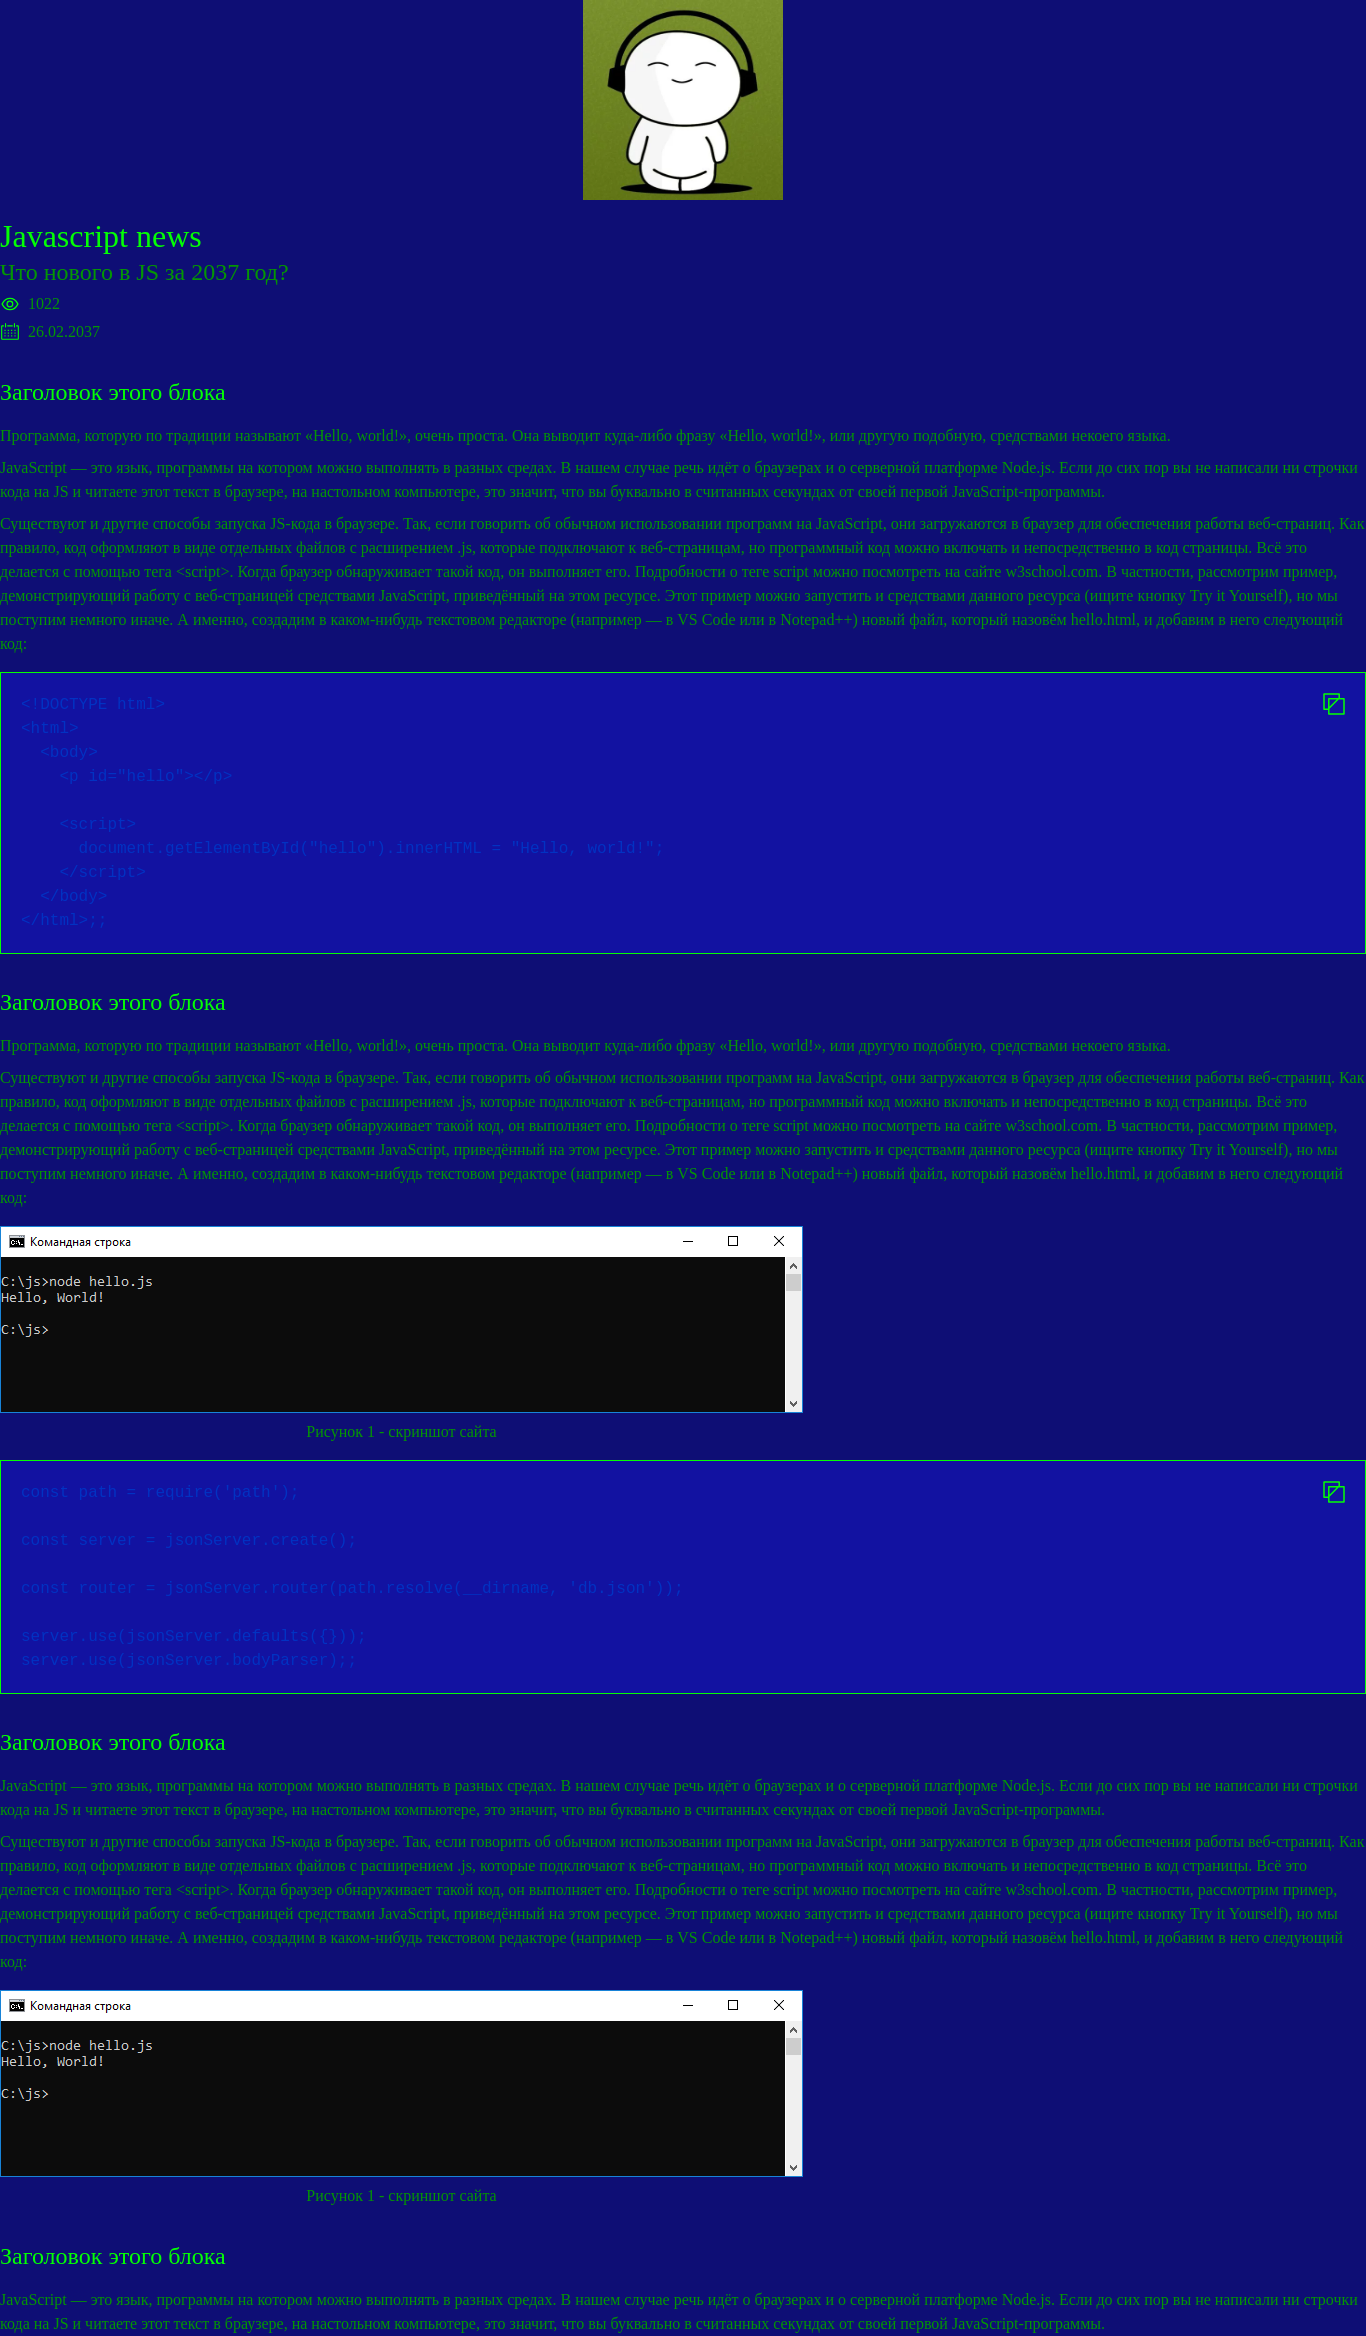 Javascript news
Что нового в JS за 2037 год?
1022
26.02.2037
Заголовок этого блока
Программа, которую по традиции называют «Hello, world!», очень проста. Она выводит куда-либо фразу «Hello, world!», или другую подобную, средствами некоего языка.
JavaScript — это язык, программы на котором можно выполнять в разных средах. В нашем случае речь идёт о браузерах и о серверной платформе Node.js. Если до сих пор вы не написали ни строчки
кода на JS и читаете этот текст в браузере, на настольном компьютере, это значит, что вы буквально в считанных секундах от своей первой JavaScript-программы.
Существуют и другие способы запуска JS-кода в браузере. Так, если говорить об обычном использовании программ на JavaScript, они загружаются в браузер для обеспечения работы веб-страниц. Как
правило, код оформляют в виде отдельных файлов с расширением .js, которые подключают к веб-страницам, но программный код можно включать и непосредственно в код страницы. Всё это
делается с помощью тега <script>. Когда браузер обнаруживает такой код, он выполняет его. Подробности о теге script можно посмотреть на сайте w3school.com. В частности, рассмотрим пример,
демонстрирующий работу с веб-страницей средствами JavaScript, приведённый на этом ресурсе. Этот пример можно запустить и средствами данного ресурса (ищите кнопку Try it Yourself), но мы
поступим немного иначе. А именно, создадим в каком-нибудь текстовом редакторе (например — в VS Code или в Notepad++) новый файл, который назовём hello.html, и добавим в него следующий
код:
<!DOCTYPE html>
<html>
  <body>
    <p id="hello"></p>

    <script>
      document.getElementById("hello").innerHTML = "Hello, world!";
    </script>
  </body>
</html>;;
Заголовок этого блока
Программа, которую по традиции называют «Hello, world!», очень проста. Она выводит куда-либо фразу «Hello, world!», или другую подобную, средствами некоего языка.
Существуют и другие способы запуска JS-кода в браузере. Так, если говорить об обычном использовании программ на JavaScript, они загружаются в браузер для обеспечения работы веб-страниц. Как
правило, код оформляют в виде отдельных файлов с расширением .js, которые подключают к веб-страницам, но программный код можно включать и непосредственно в код страницы. Всё это
делается с помощью тега <script>. Когда браузер обнаруживает такой код, он выполняет его. Подробности о теге script можно посмотреть на сайте w3school.com. В частности, рассмотрим пример,
демонстрирующий работу с веб-страницей средствами JavaScript, приведённый на этом ресурсе. Этот пример можно запустить и средствами данного ресурса (ищите кнопку Try it Yourself), но мы
поступим немного иначе. А именно, создадим в каком-нибудь текстовом редакторе (например — в VS Code или в Notepad++) новый файл, который назовём hello.html, и добавим в него следующий
код:
Командная строка
C:\js>node hello.js
Hello, World!
C:\js>
Рисунок 1 - скриншот сайта
const path = require('path');

const server = jsonServer.create();

const router = jsonServer.router(path.resolve(__dirname, 'db.json'));

server.use(jsonServer.defaults({}));
server.use(jsonServer.bodyParser);;
Заголовок этого блока
JavaScript — это язык, программы на котором можно выполнять в разных средах. В нашем случае речь идёт о браузерах и о серверной платформе Node.js. Если до сих пор вы не написали ни строчки
кода на JS и читаете этот текст в браузере, на настольном компьютере, это значит, что вы буквально в считанных секундах от своей первой JavaScript-программы.
Существуют и другие способы запуска JS-кода в браузере. Так, если говорить об обычном использовании программ на JavaScript, они загружаются в браузер для обеспечения работы веб-страниц. Как
правило, код оформляют в виде отдельных файлов с расширением .js, которые подключают к веб-страницам, но программный код можно включать и непосредственно в код страницы. Всё это
делается с помощью тега <script>. Когда браузер обнаруживает такой код, он выполняет его. Подробности о теге script можно посмотреть на сайте w3school.com. В частности, рассмотрим пример,
демонстрирующий работу с веб-страницей средствами JavaScript, приведённый на этом ресурсе. Этот пример можно запустить и средствами данного ресурса (ищите кнопку Try it Yourself), но мы
поступим немного иначе. А именно, создадим в каком-нибудь текстовом редакторе (например — в VS Code или в Notepad++) новый файл, который назовём hello.html, и добавим в него следующий
код:
Командная строка
C:\js>node hello.js
Hello, World!
C:\js>
Рисунок 1 - скриншот сайта
Заголовок этого блока
JavaScript — это язык, программы на котором можно выполнять в разных средах. В нашем случае речь идёт о браузерах и о серверной платформе Node.js. Если до сих пор вы не написали ни строчки
кода на JS и читаете этот текст в браузере, на настольном компьютере, это значит, что вы буквально в считанных секундах от своей первой JavaScript-программы.